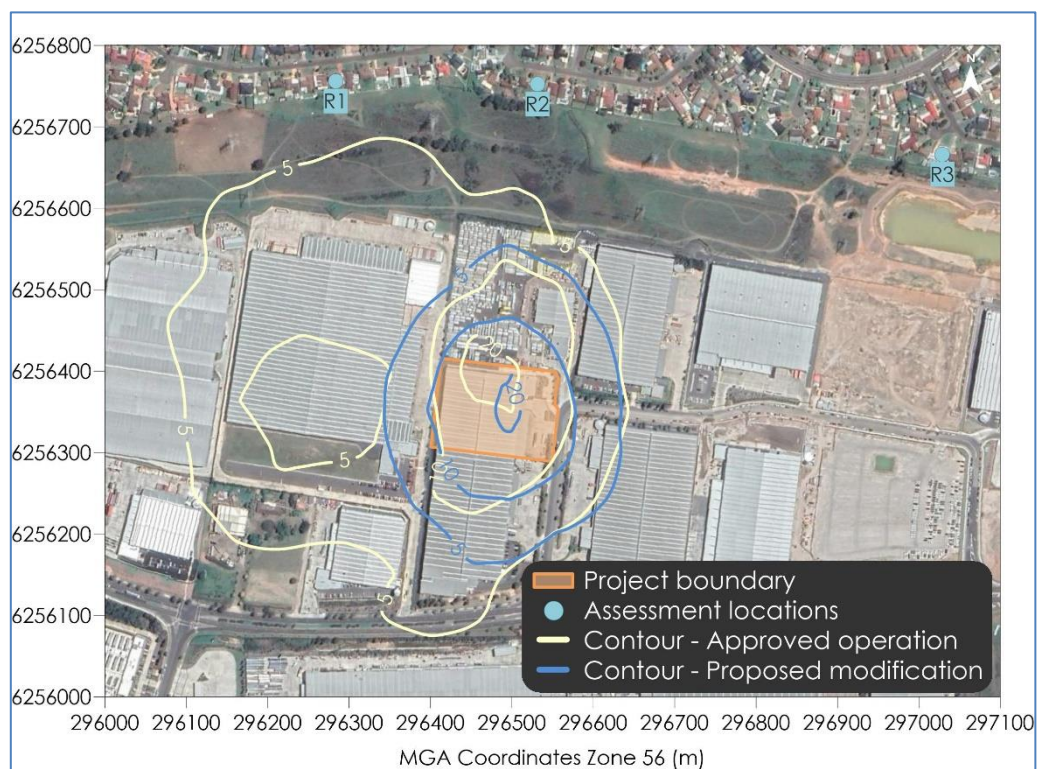 6256800
6256700
6256600
6256500
6256400
6256300
6256200
6256100
6256000
N
R1
R2
R3
5
5
5
20
20
5
5
10
10
5
5
296000 296100 296200 296300 296400 296500 296600 296700 296800 296900 297000 297100
MGA Coordinates Zone 56 (m)
Project boundary
Assessment locations
Contour - Approved operation
Contour - Proposed modification